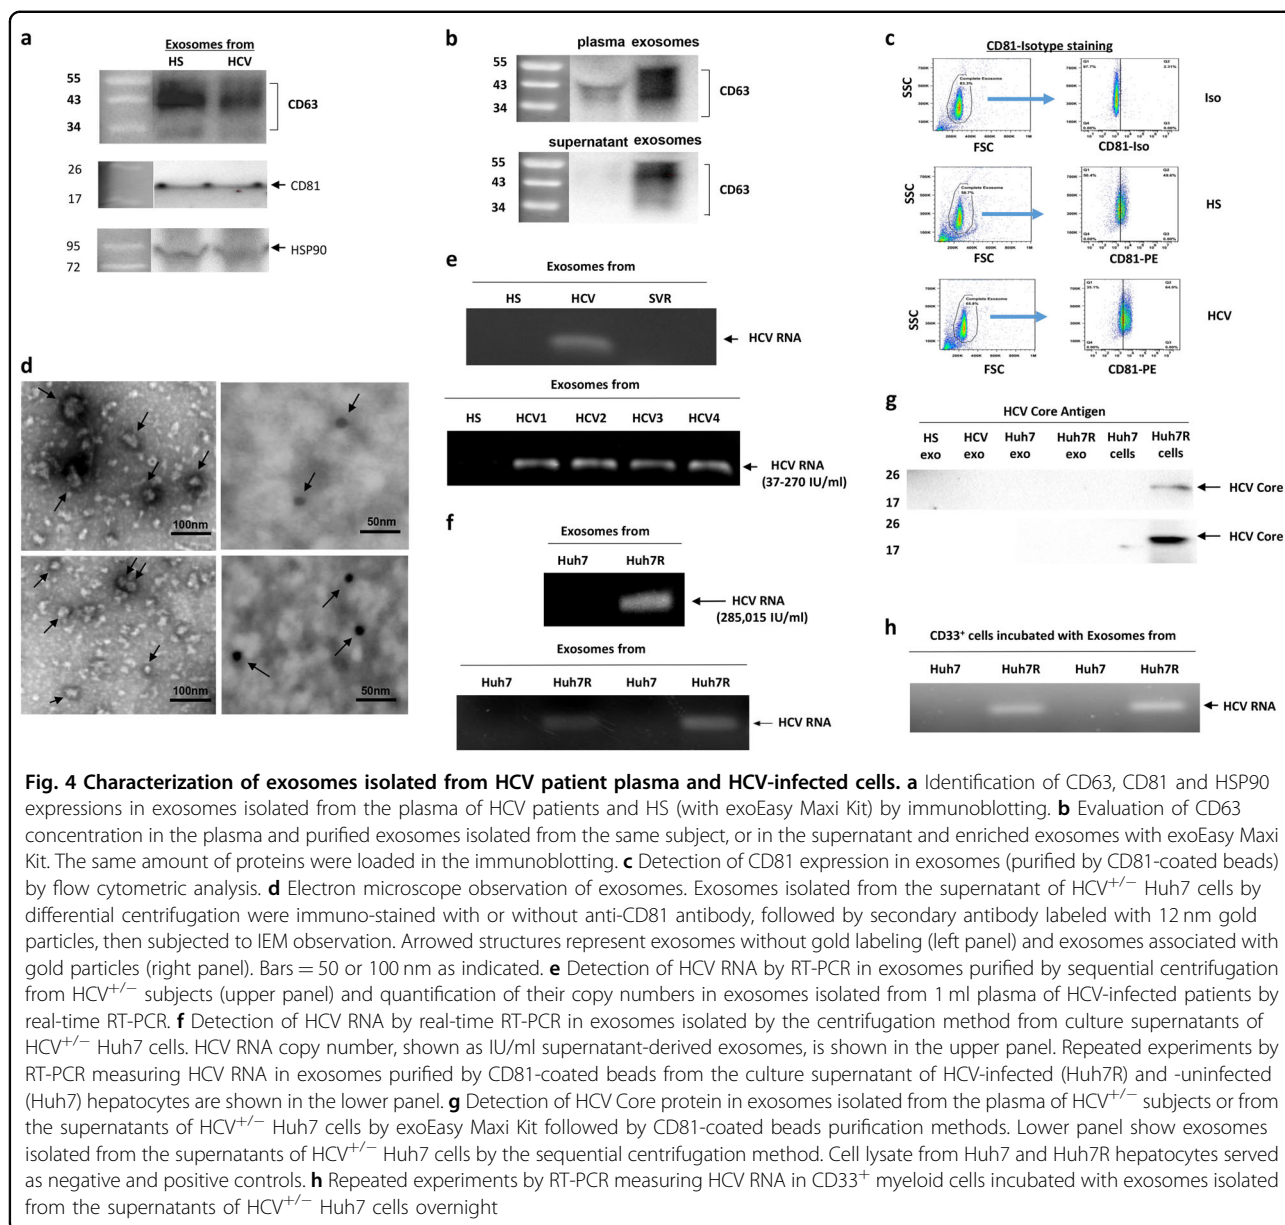 a
Exosomes from
HS HCV
55
43
34
CD63
26
17
CD81
95
72
HSP90
b
plasma exosomes
55
43
34
CD63
supernatant exosomes
55
43
34
CD63
c
CD81-Isotype staining
SSC
Complete Exosome
FSC
CD81-Iso
Iso
SSC
Complete Exosome
FSC
CD81-PE
HS
SSC
Complete Exosome
FSC
CD81-PE
HCV
d
100nm
50nm
100nm
50nm
e
Exosomes from
HS HCV SVR
HCV RNA
Exosomes from
HS HCV1 HCV2 HCV3 HCV4
HCV RNA
(37-270 IU/ml)
f
Exosomes from
Huh7 Huh7R
HCV RNA
(285,015 IU/ml)
Exosomes from
Huh7 Huh7R Huh7 Huh7R
HCV RNA
g
HCV Core Antigen
HS HCV Huh7 Huh7R Huh7 Huh7R
exo exo exo exo cells cells
26
17
HCV Core
26
17
HCV Core
h
CD33⁺ cells incubated with Exosomes from
Huh7 Huh7R Huh7 Huh7R
HCV RNA
Fig. 4 Characterization of exosomes isolated from HCV patient plasma and HCV-infected cells. a Identification of CD63, CD81 and HSP90
expressions in exosomes isolated from the plasma of HCV patients and HS (with exoEasy Maxi Kit) by immunoblotting. b Evaluation of CD63
concentration in the plasma and purified exosomes isolated from the same subject, or in the supernatant and enriched exosomes with exoEasy Maxi
Kit. The same amount of proteins were loaded in the immunoblotting. c Detection of CD81 expression in exosomes (purified by CD81-coated beads)
by flow cytometric analysis. d Electron microscope observation of exosomes. Exosomes isolated from the supernatant of HCV⁺/⁻ Huh7 cells by
differential centrifugation were immuno-stained with or without anti-CD81 antibody, followed by secondary antibody labeled with 12 nm gold
particles, then subjected to IEM observation. Arrowed structures represent exosomes without gold labeling (left panel) and exosomes associated with
gold particles (right panel). Bars = 50 or 100 nm as indicated. e Detection of HCV RNA by RT-PCR in exosomes purified by sequential centrifugation
from HCV⁺/⁻ subjects (upper panel) and quantification of their copy numbers in exosomes isolated from 1 ml plasma of HCV-infected patients by
real-time RT-PCR. f Detection of HCV RNA by real-time RT-PCR in exosomes isolated by the centrifugation method from culture supernatants of
HCV⁺/⁻ Huh7 cells. HCV RNA copy number, shown as IU/ml supernatant-derived exosomes, is shown in the upper panel. Repeated experiments by
RT-PCR measuring HCV RNA in exosomes purified by CD81-coated beads from the culture supernatant of HCV-infected (Huh7R) and -uninfected
(Huh7) hepatocytes are shown in the lower panel. g Detection of HCV Core protein in exosomes isolated from the plasma of HCV⁺/⁻ subjects or from
the supernatants of HCV⁺/⁻ Huh7 cells by exoEasy Maxi Kit followed by CD81-coated beads purification methods. Lower panel show exosomes
isolated from the supernatants of HCV⁺/⁻ Huh7 cells by the sequential centrifugation method. Cell lysate from Huh7 and Huh7R hepatocytes served
as negative and positive controls. h Repeated experiments by RT-PCR measuring HCV RNA in CD33⁺ myeloid cells incubated with exosomes isolated
from the supernatants of HCV⁺/⁻ Huh7 cells overnight